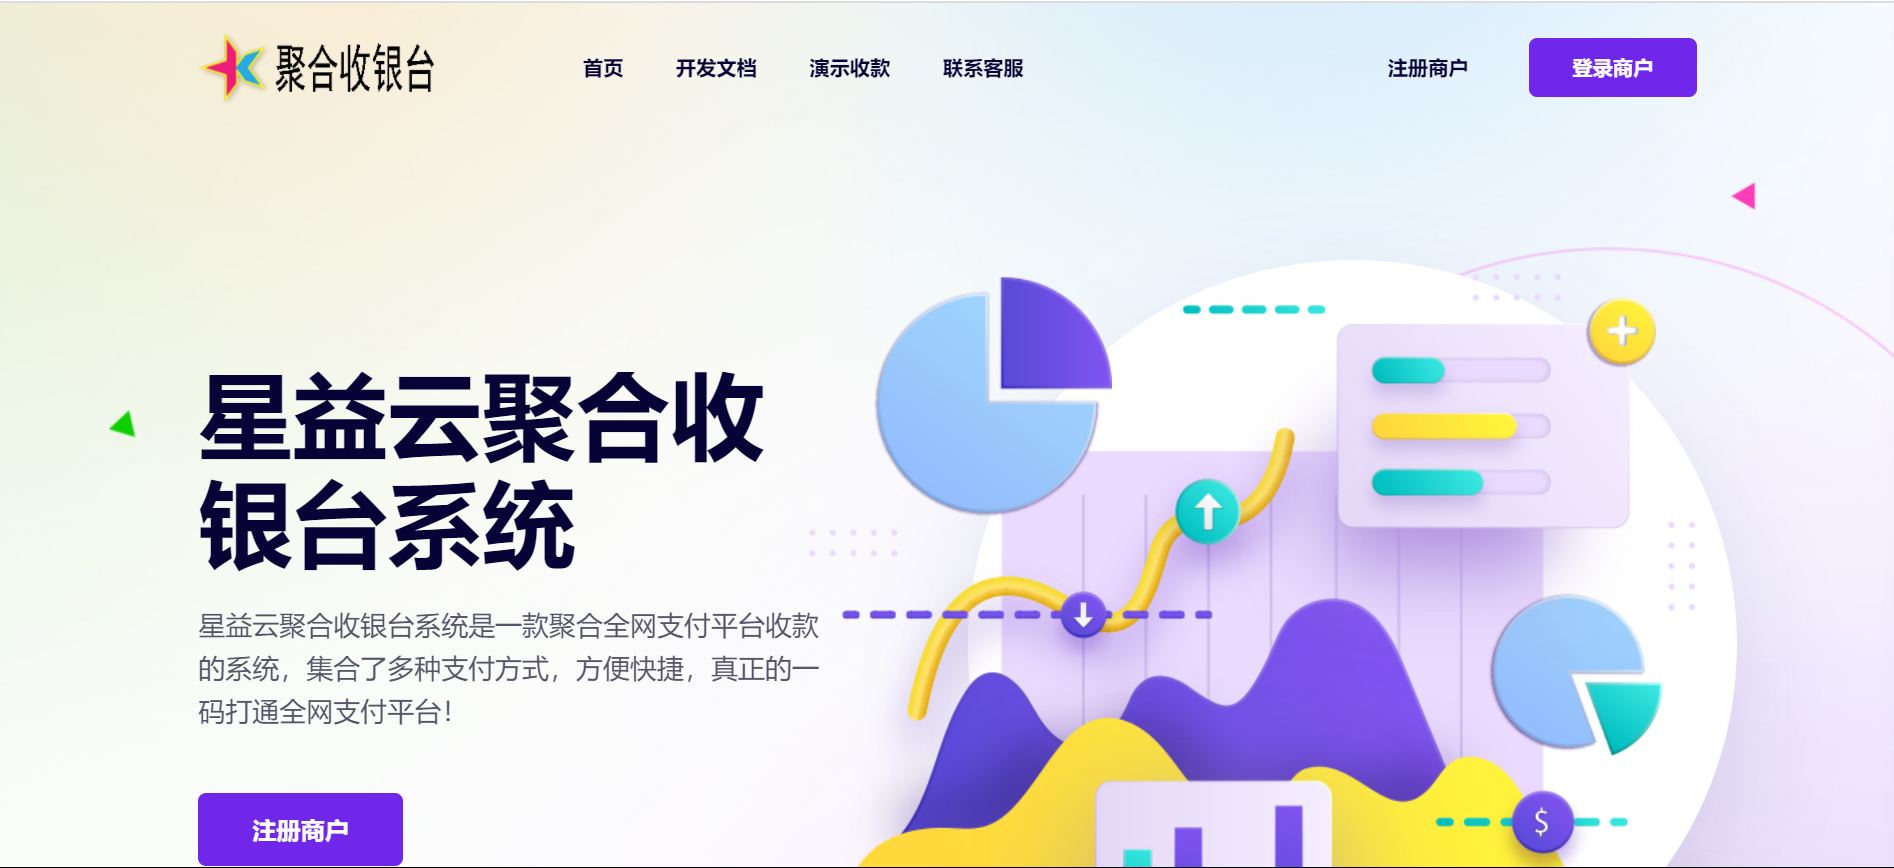 聚合收银台
首页 开发文档 演示收款 联系客服 注册商户 登录商户
星益云聚合收
银台系统
星益云聚合收银台系统是一款聚合全网支付平台收款
的系统，集合了多种支付方式，方便快捷，真正的一
码打通全网支付平台！
注册商户
$